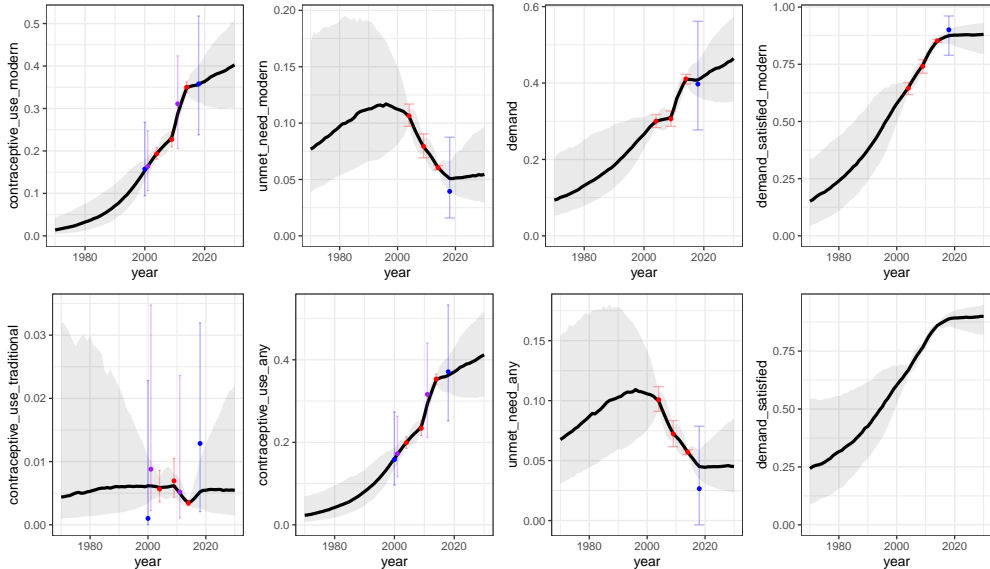 contraceptive_use_modern
0.5
0.4
0.3
0.2
0.1
0.0
1980 2000 2020
year
unmet_need_modern
0.20
0.15
0.10
0.05
0.00
1980 2000 2020
year
demand
0.6
0.4
0.2
0.0
1980 2000 2020
year
demand_satisfied_modern
1.00
0.75
0.50
0.25
0.00
1980 2000 2020
year
contraceptive_use_traditional
0.03
0.02
0.01
0.00
1980 2000 2020
year
contraceptive_use_any
0.4
0.2
0.0
1980 2000 2020
year
unmet_need_any
0.15
0.10
0.05
0.00
1980 2000 2020
year
demand_satisfied
0.75
0.50
0.25
0.00
1980 2000 2020
year